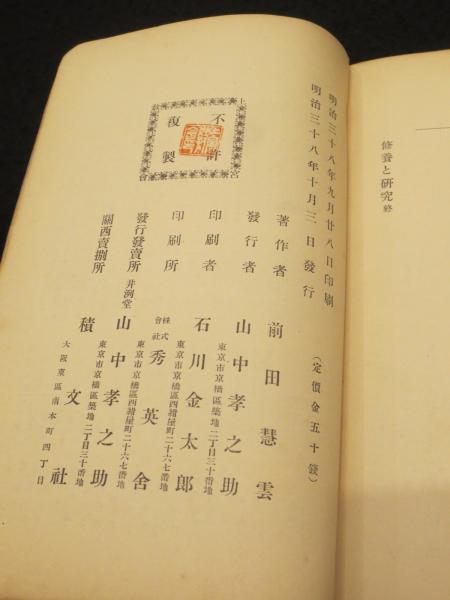 修養と研究 終
明治三十八年九月廿八日印刷
明治三十八年十月三日發行
(定價金五十錢)
不許
復製
著作者 前田慧雲
發行者 山中孝之助
東京市京橋區築地二丁目三十番地
印刷者 石川金太郎
東京市京橋區西紺屋町二十六七番地
印刷所 株式會社 秀英舍
東京市京橋區西紺屋町二十六七番地
發行發賣所 井洌堂 山中孝之助
東京市京橋區築地二丁目三十番地
關西賣捌所 積文社
大阪東區南本町四丁目